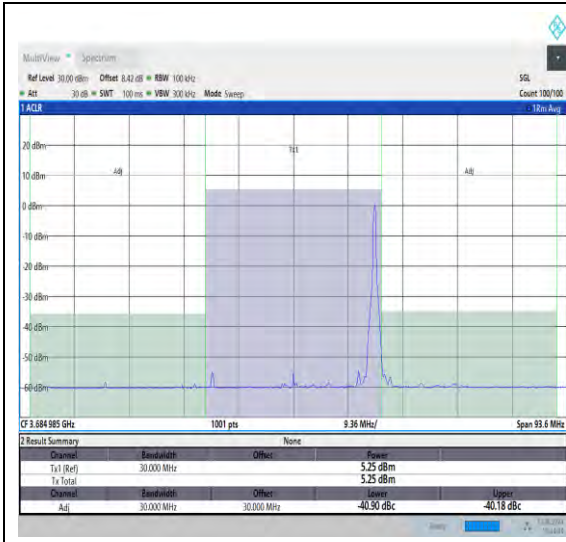 MultiView Spectrum
Ref Level 30.00 dBm Offset 8.42 dB RBW 100 kHz SGL
Att 30 dB SWT 100 ms VBW 300 kHz Mode Sweep Count 100/100
1 ACLR 1Rm Avg
20 dBm
Tx1
Adj Adj
10 dBm
0 dBm
-10 dBm
-20 dBm
-30 dBm
-40 dBm
-50 dBm
-60 dBm
CF 3.684 985 GHz 1001 pts 9.36 MHz/ Span 93.6 MHz
2 Result Summary None
Channel Bandwidth Offset Power
Tx1 (Ref) 30.000 MHz 5.25 dBm
Tx Total 5.25 dBm
Channel Bandwidth Offset Lower Upper
Adj 30.000 MHz 30.000 MHz -40.90 dBc -40.18 dBc
Ready